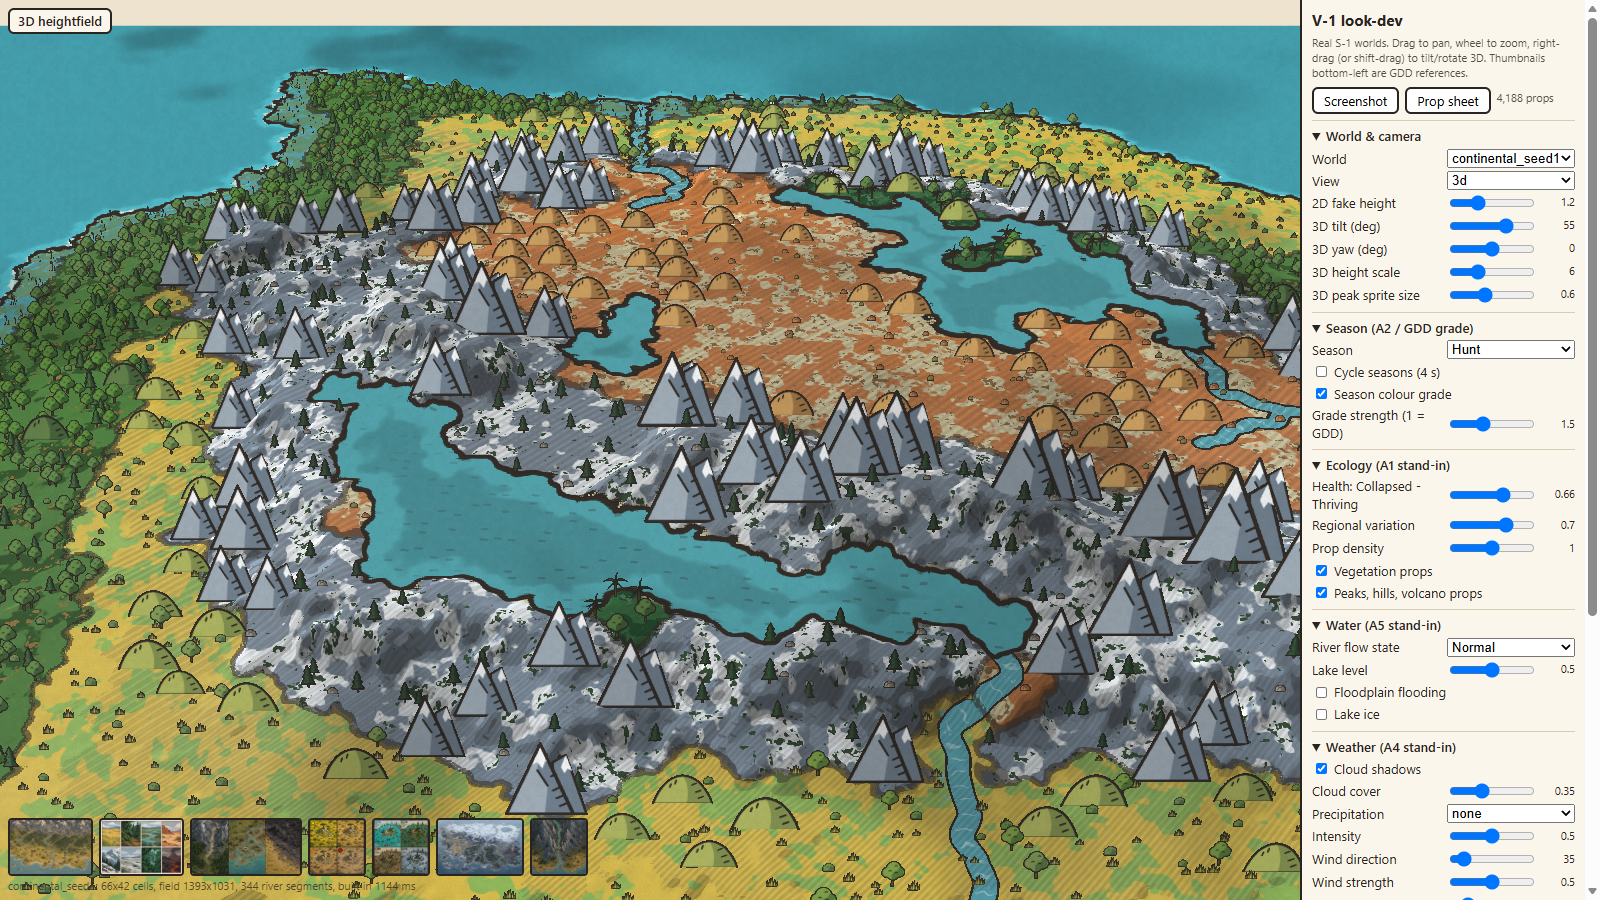 3D heightfield
V-1 look-dev
Real S-1 worlds. Drag to pan, wheel to zoom, right-
drag (or shift-drag) to tilt/rotate 3D. Thumbnails
bottom-left are GDD references.
Screenshot
Prop sheet
4,188 props
▼ World & camera
World continental_seed1
View 3d
2D fake height 1.2
3D tilt (deg) 55
3D yaw (deg) 0
3D height scale 6
3D peak sprite size 0.6
▼ Season (A2 / GDD grade)
Season Hunt
Cycle seasons (4 s)
Season colour grade
Grade strength (1 =
GDD) 1.5
▼ Ecology (A1 stand-in)
Health: Collapsed -
Thriving 0.66
Regional variation 0.7
Prop density 1
Vegetation props
Peaks, hills, volcano props
▼ Water (A5 stand-in)
River flow state Normal
Lake level 0.5
Floodplain flooding
Lake ice
▼ Weather (A4 stand-in)
Cloud shadows
Cloud cover 0.35
Precipitation none
Intensity 0.5
Wind direction 35
Wind strength 0.5
66x42 cells, field 1393x1031, 344 river segments, built in 1144 ms